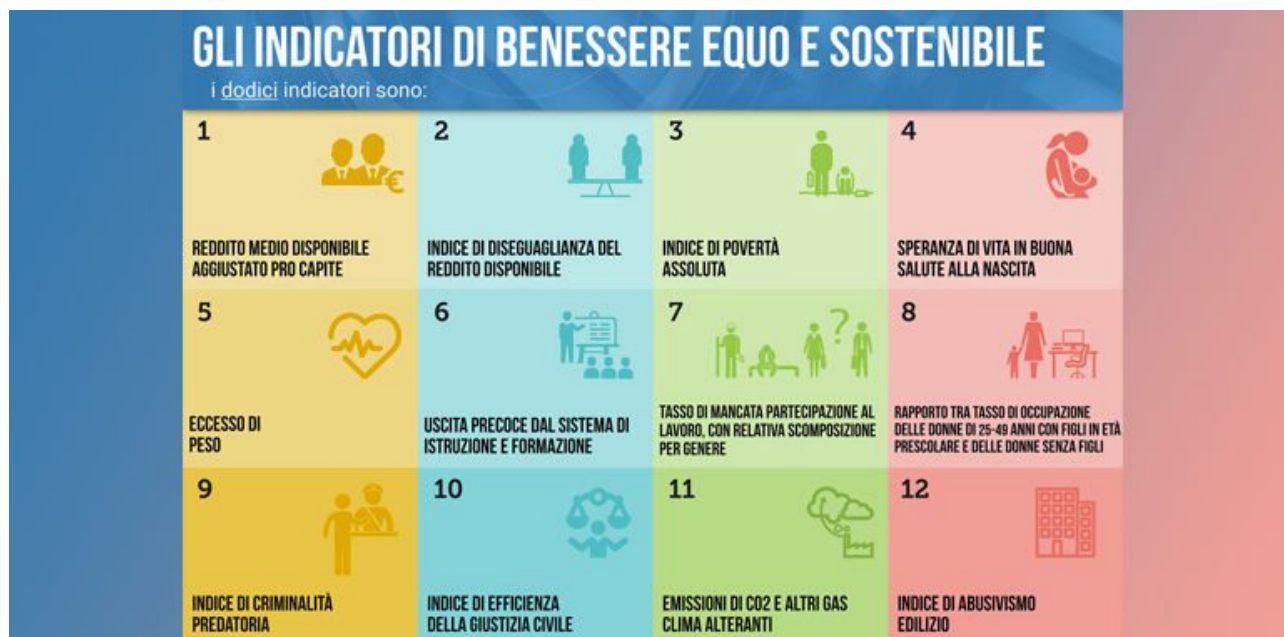 GLI INDICATORI DI BENESSERE EQUO E SOSTENIBILE
i dodici indicatori sono:
1
REDDITO MEDIO DISPONIBILE
AGGIUSTATO PRO CAPITE
2
INDICE DI DISEGUAGLIANZA DEL
REDDITO DISPONIBILE
3
INDICE DI POVERTÀ
ASSOLUTA
4
SPERANZA DI VITA IN BUONA
SALUTE ALLA NASCITA
5
ECCESSO DI
PESO
6
USCITA PRECOCE DAL SISTEMA DI
ISTRUZIONE E FORMAZIONE
7
TASSO DI MANCATA PARTECIPAZIONE AL
LAVORO, CON RELATIVA SCOMPOSIZIONE
PER GENERE
8
RAPPORTO TRA TASSO DI OCCUPAZIONE
DELLE DONNE DI 25-49 ANNI CON FIGLI IN ETÀ
PRESCOLARE E DELLE DONNE SENZA FIGLI
9
INDICE DI CRIMINALITÀ
PREDATORIA
10
INDICE DI EFFICIENZA
DELLA GIUSTIZIA CIVILE
11
EMISSIONI DI CO2 E ALTRI GAS
CLIMA ALTERANTI
12
INDICE DI ABUSIVISMO
EDILIZIO